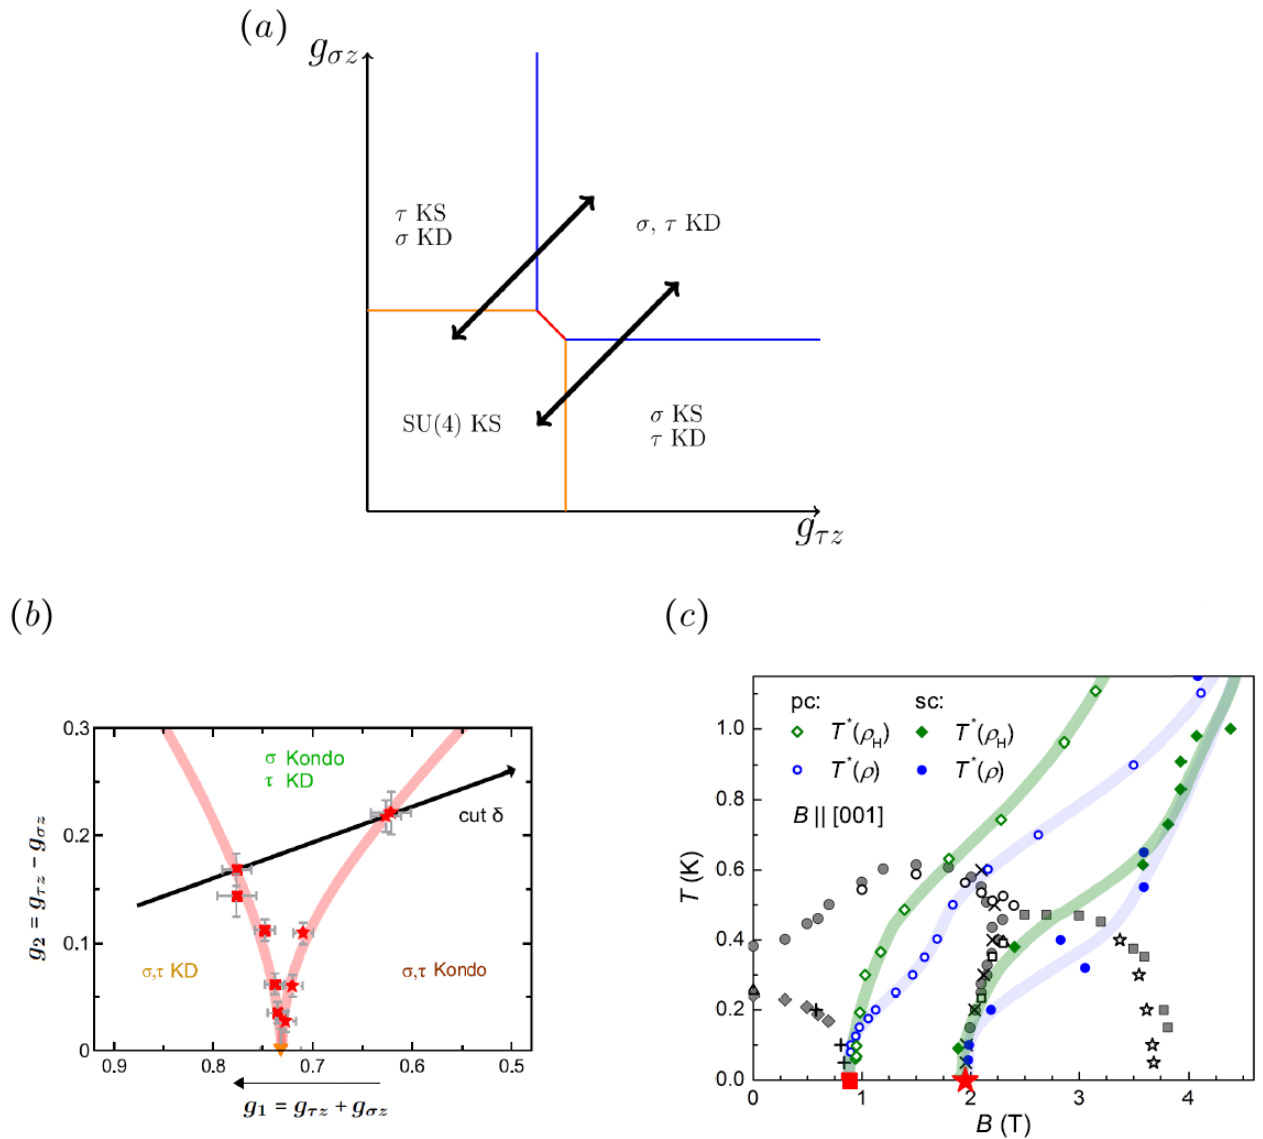 (a)
gσz
τ KS
σ KD
σ, τ KD
SU(4) KS
σ KS
τ KD
gτz
(b)
0.3
0.2
0.1
0
g₂ = gτz − gσz
σ Kondo
τ KD
cut δ
σ,τ KD
σ,τ Kondo
0.9 0.8 0.7 0.6 0.5
g₁ = gτz + gσz
(c)
1.0
0.8
0.6
0.4
0.2
0.0
T (K)
pc: sc:
T*(ρH) T*(ρH)
T*(ρ) T*(ρ)
B || [001]
0 1 2 3 4
B (T)